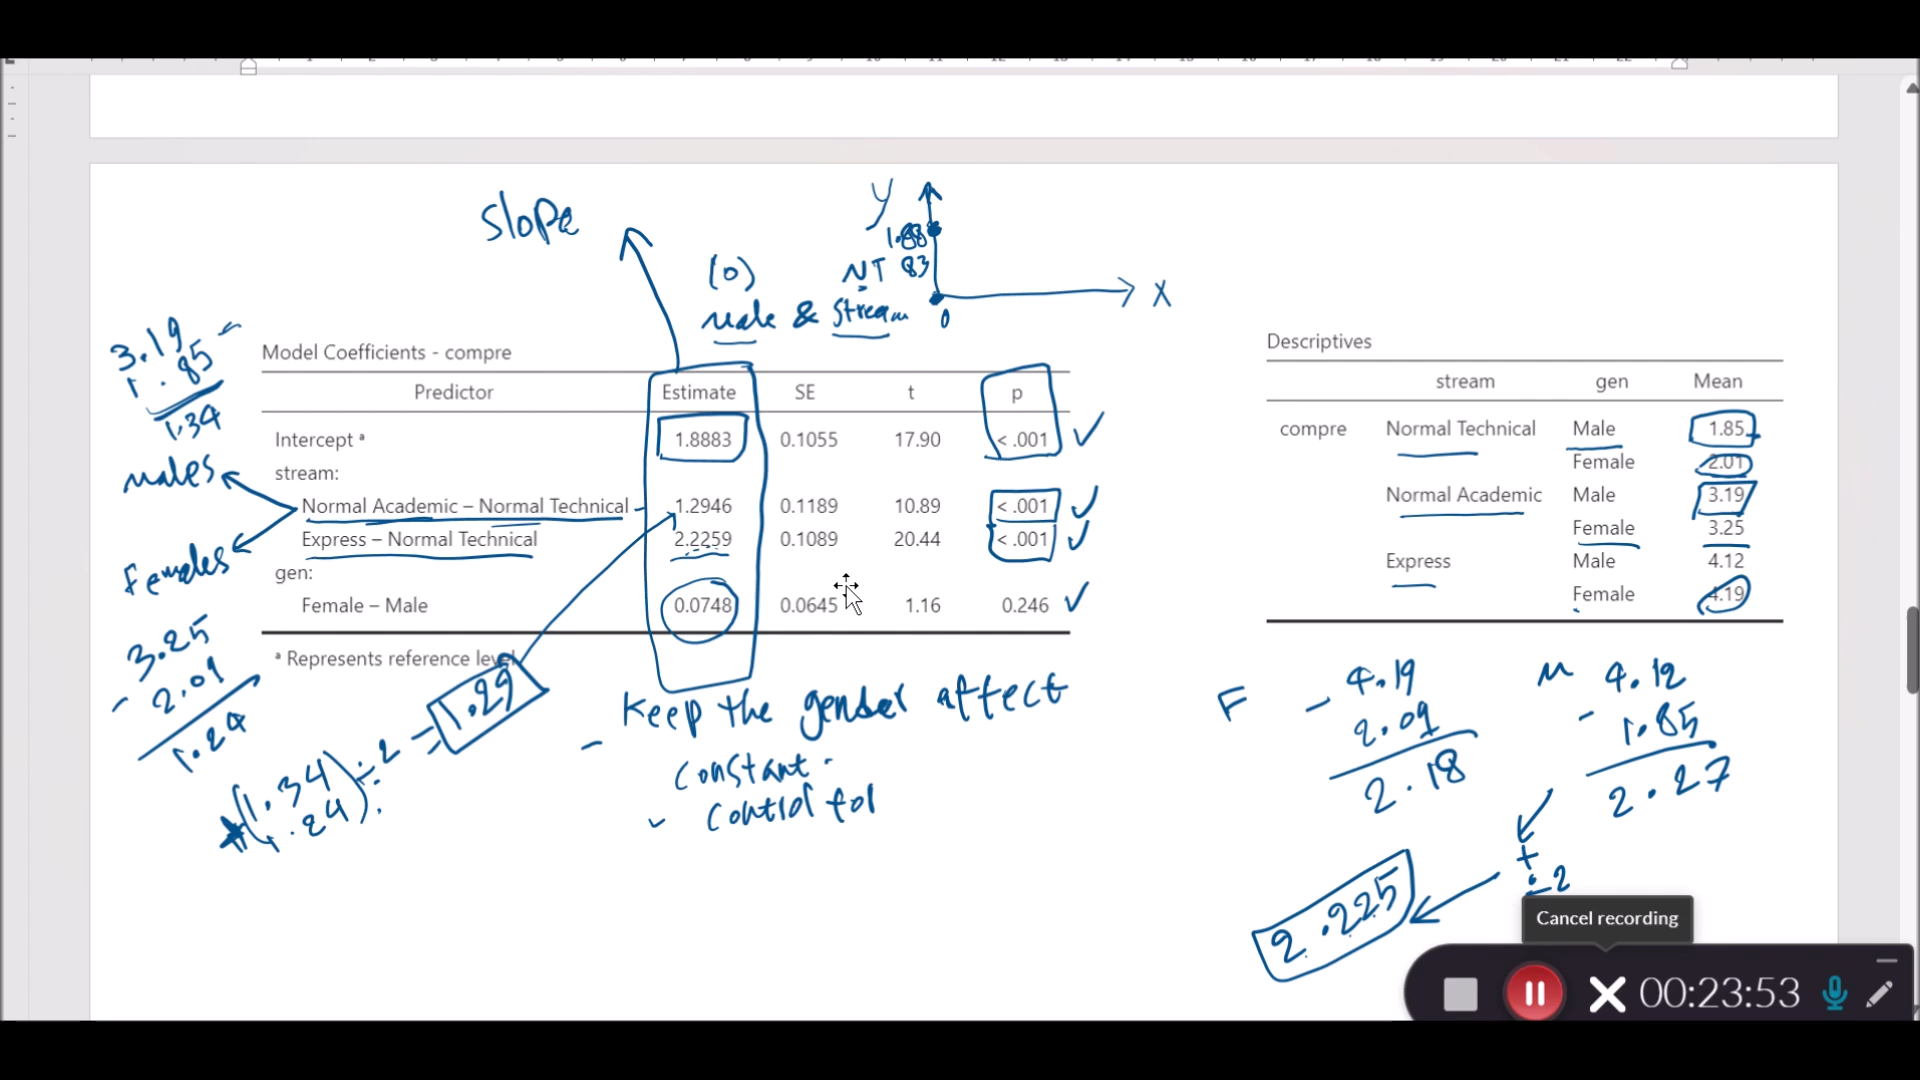 slope
y
1.88
83
0
X
(0)
NT
male & Stream
3.19
1.85
1.34
males
Females
3.25
- 2.01
1.24
(1.34
1.24) ÷ 2 = 1.29
Model Coefficients - compre
Predictor Estimate SE t p
Intercept ª 1.8883 0.1055 17.90 < .001
stream:
Normal Academic – Normal Technical 1.2946 0.1189 10.89 < .001
Express – Normal Technical 2.2259 0.1089 20.44 < .001
gen:
Female – Male 0.0748 0.0645 1.16 0.246
ª Represents reference level
- Keep the gender affect
constant.
- control for
Descriptives
stream gen Mean
compre Normal Technical Male 1.85
Female 2.01
Normal Academic Male 3.19
Female 3.25
Express Male 4.12
Female 4.19
F - 4.19
2.01
2.18
M 4.12
- 1.85
2.27
+
÷2
2.225
Cancel recording
00:23:53